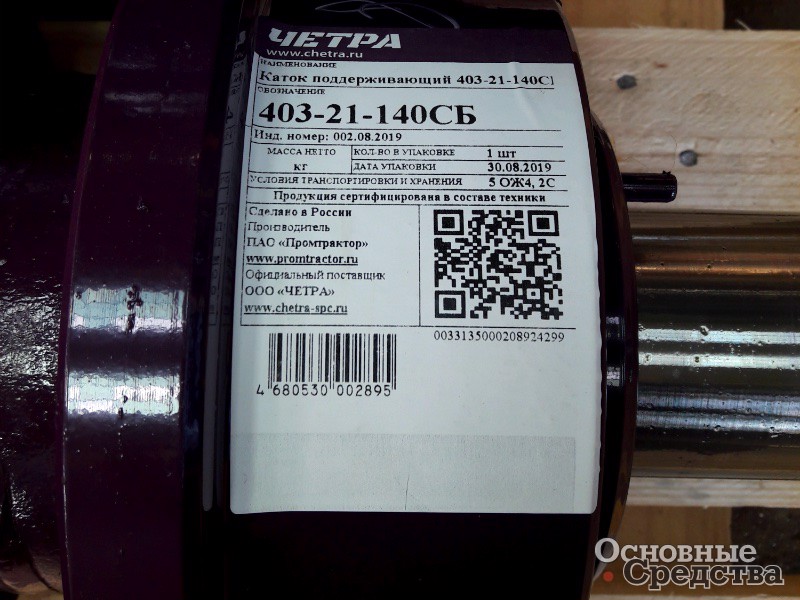 ЧЕТРА
www.chetra.ru
НАИМЕНОВАНИЕ
Каток поддерживающий 403-21-140СБ
ОБОЗНАЧЕНИЕ
403-21-140СБ
Инд. номер: 002.08.2019
МАССА НЕТТО КОЛ-ВО В УПАКОВКЕ 1 шт
кг ДАТА УПАКОВКИ 30.08.2019
УСЛОВИЯ ТРАНСПОРТИРОВКИ И ХРАНЕНИЯ 5 ОЖ4, 2С
Продукция сертифицирована в составе техники
Сделано в России
Производитель
ПАО «Промтрактор»
www.promtractor.ru
Официальный поставщик
ООО «ЧЕТРА»
www.chetra-spc.ru
0033135000208924299
4 680530 002895
Основные
Средства